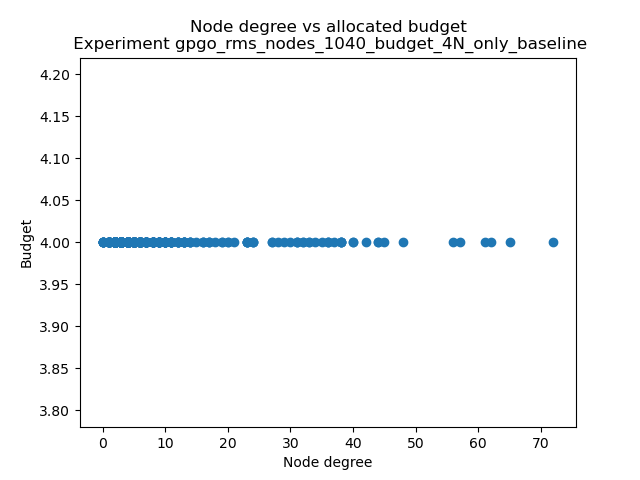 Node degree vs allocated budget
Experiment gpgo_rms_nodes_1040_budget_4N_only_baseline
4.20
4.15
4.10
4.05
4.00
3.95
3.90
3.85
3.80
Budget
0 10 20 30 40 50 60 70
Node degree